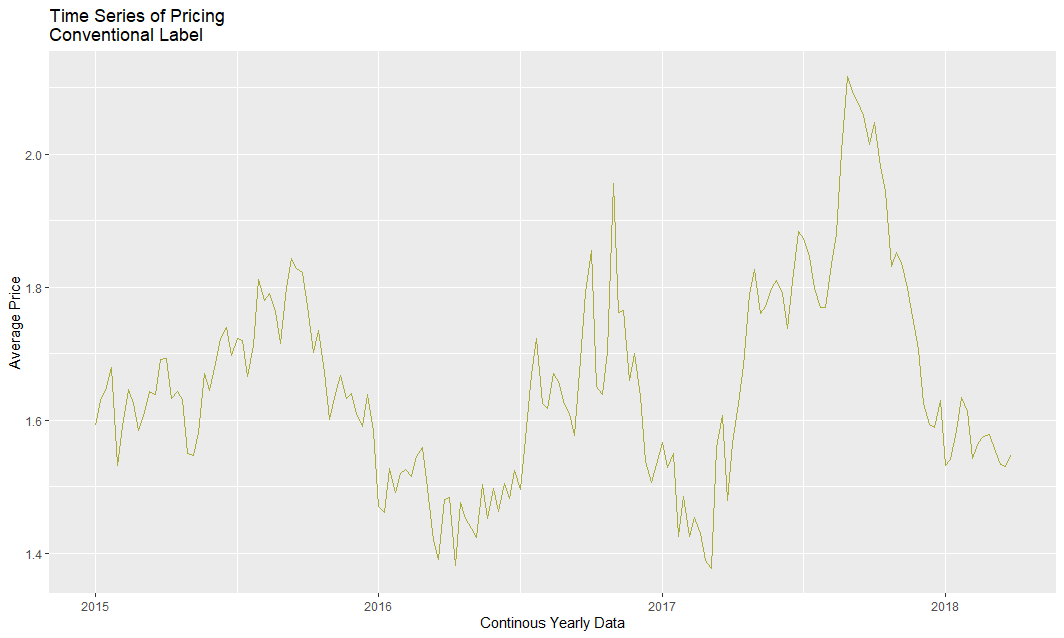 Time Series of Pricing
Conventional Label
2.0
1.8
1.6
1.4
Average Price
2015 2016 2017 2018
Continous Yearly Data